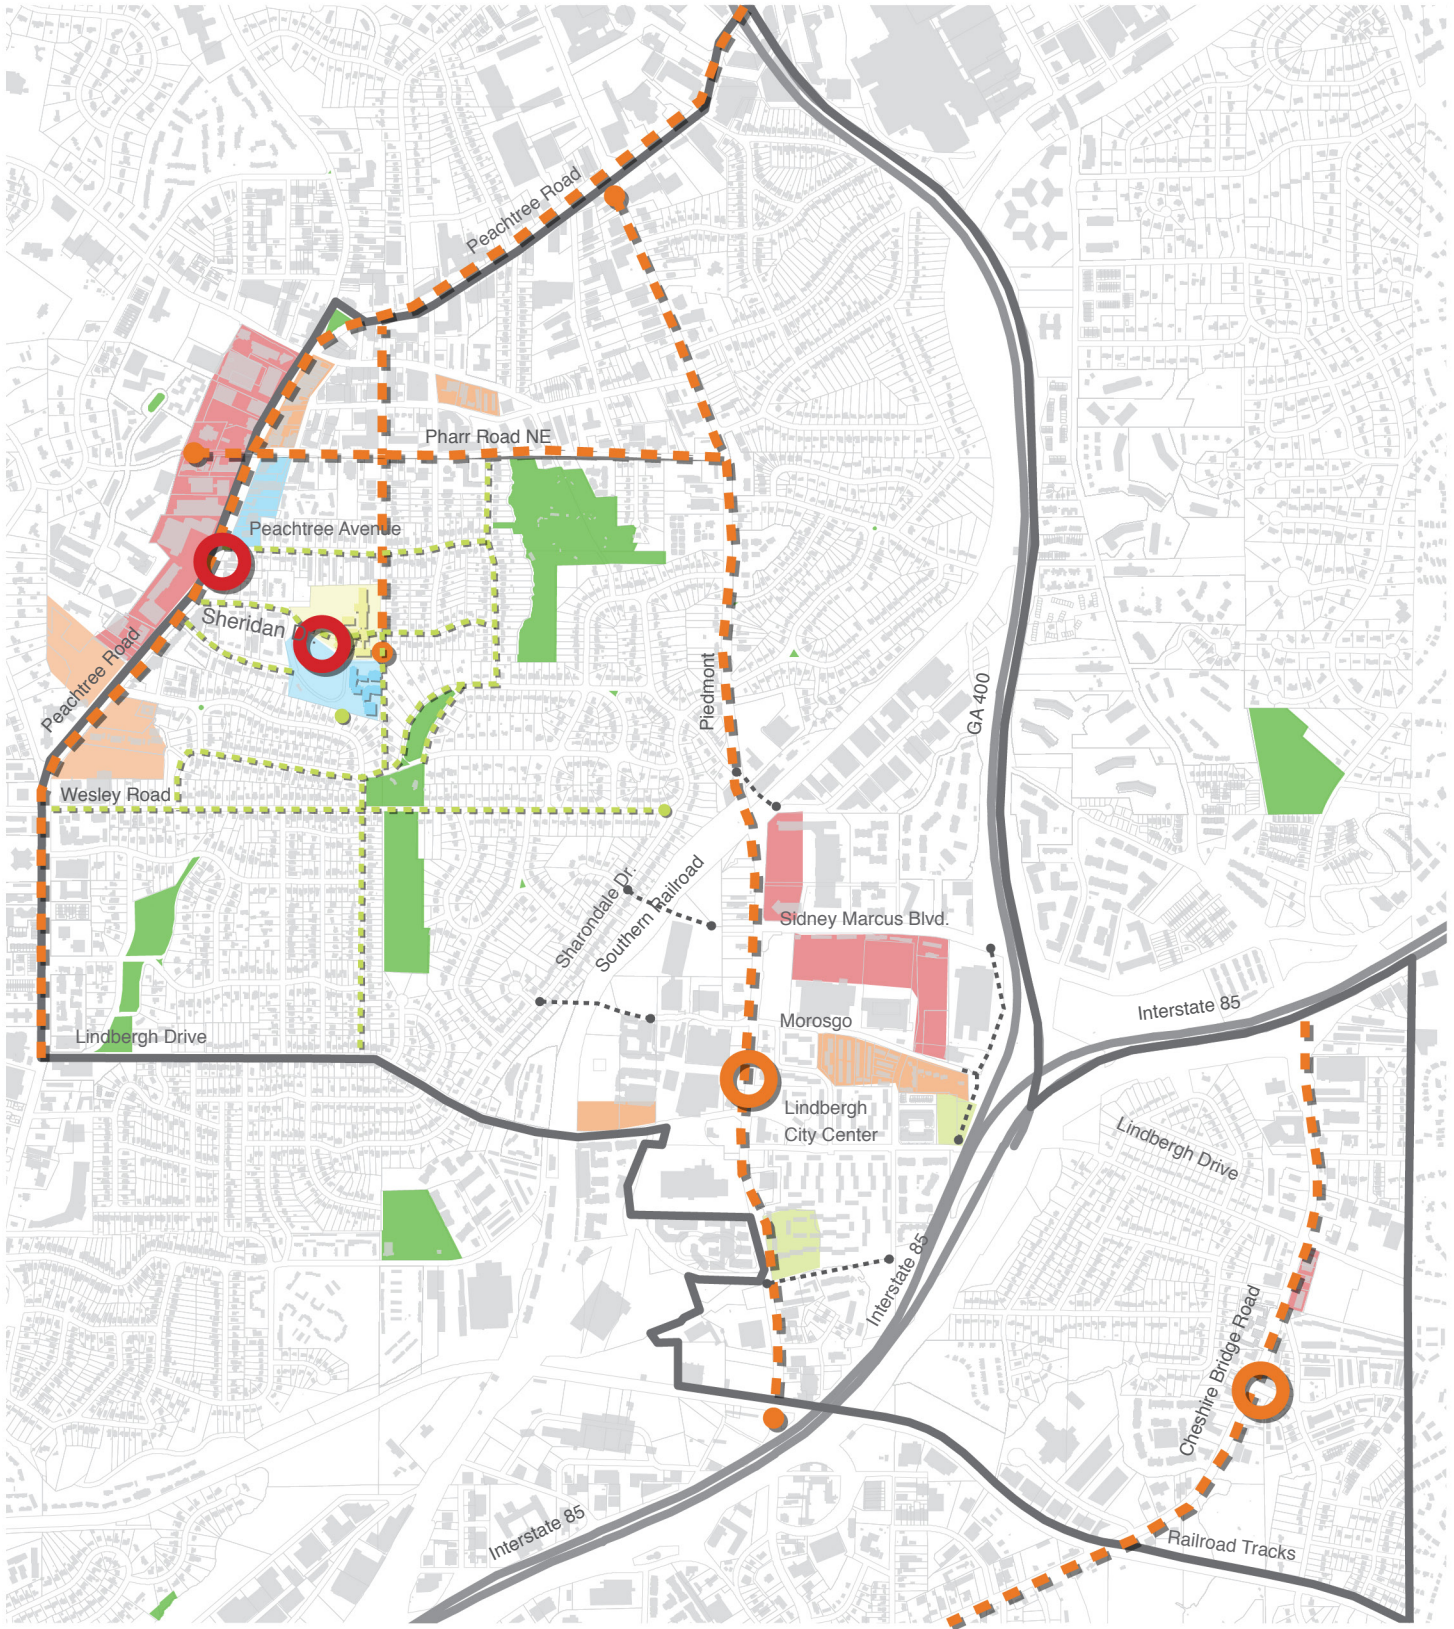 Peachtree Road
Pharr Road NE
Peachtree Avenue
Sheridan Dr.
Peachtree Road
Piedmont
GA 400
Wesley Road
Sharondale Dr.
Southern Railroad
Sidney Marcus Blvd.
Interstate 85
Morosgo
Lindbergh Drive
Lindbergh
City Center
Lindbergh Drive
Interstate 85
Cheshire Bridge Road
Interstate 85
Railroad Tracks